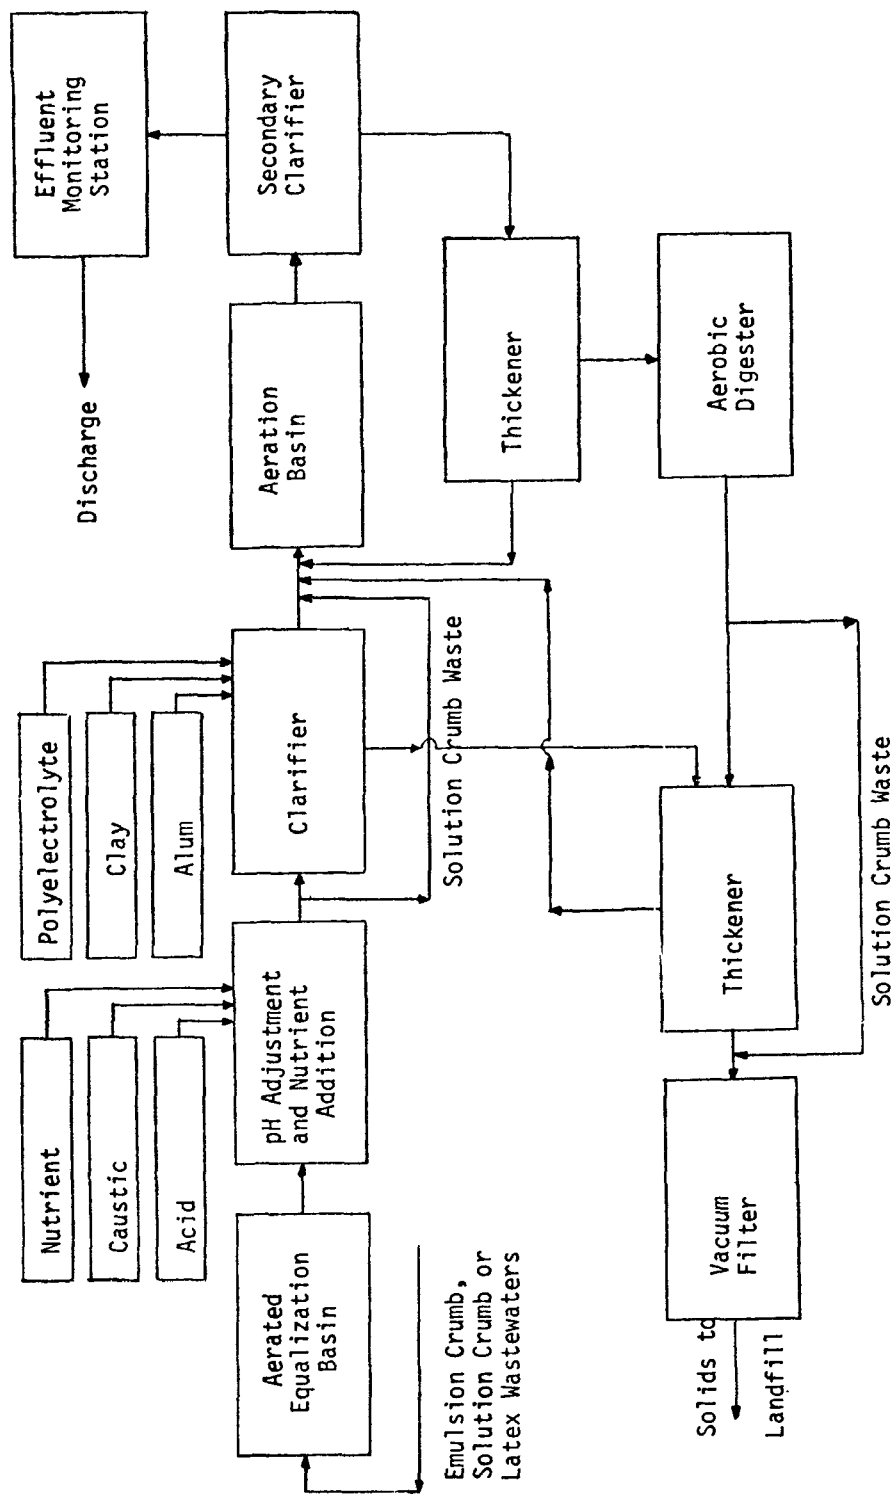 Nutrient
Caustic
Acid
Polyelectrolyte
Clay
Alum
Discharge
Effluent
Monitoring
Station
Aerated
Equalization
Basin
pH Adjustment
and Nutrient
Addition
Clarifier
Aeration
Basin
Secondary
Clarifier
Emulsion Crumb,
Solution Crumb or
Latex Wastewaters
Solution Crumb Waste
Thickener
Solids to
Landfill
Vacuum
Filter
Thickener
Aerobic
Digester
Solution Crumb Waste